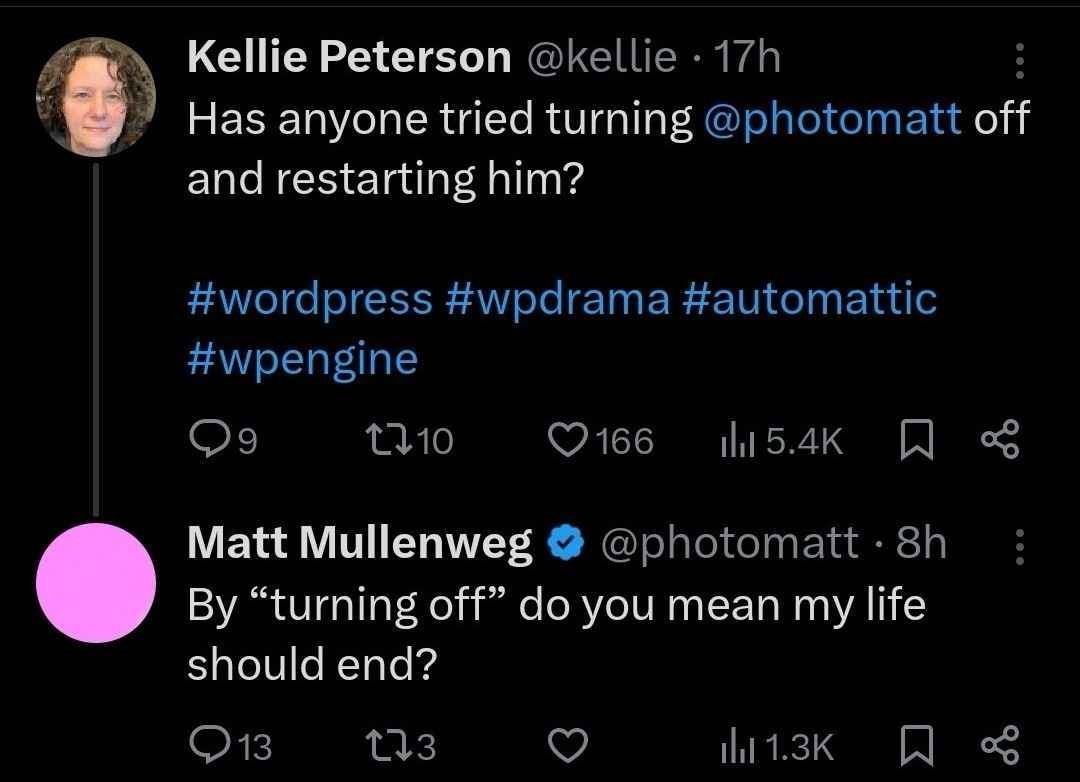 Kellie Peterson @kellie · 17h
Has anyone tried turning @photomatt off
and restarting him?
#wordpress #wpdrama #automattic
#wpengine
9 10 166 5.4K
Matt Mullenweg @photomatt · 8h
By “turning off” do you mean my life
should end?
13 3 1.3K